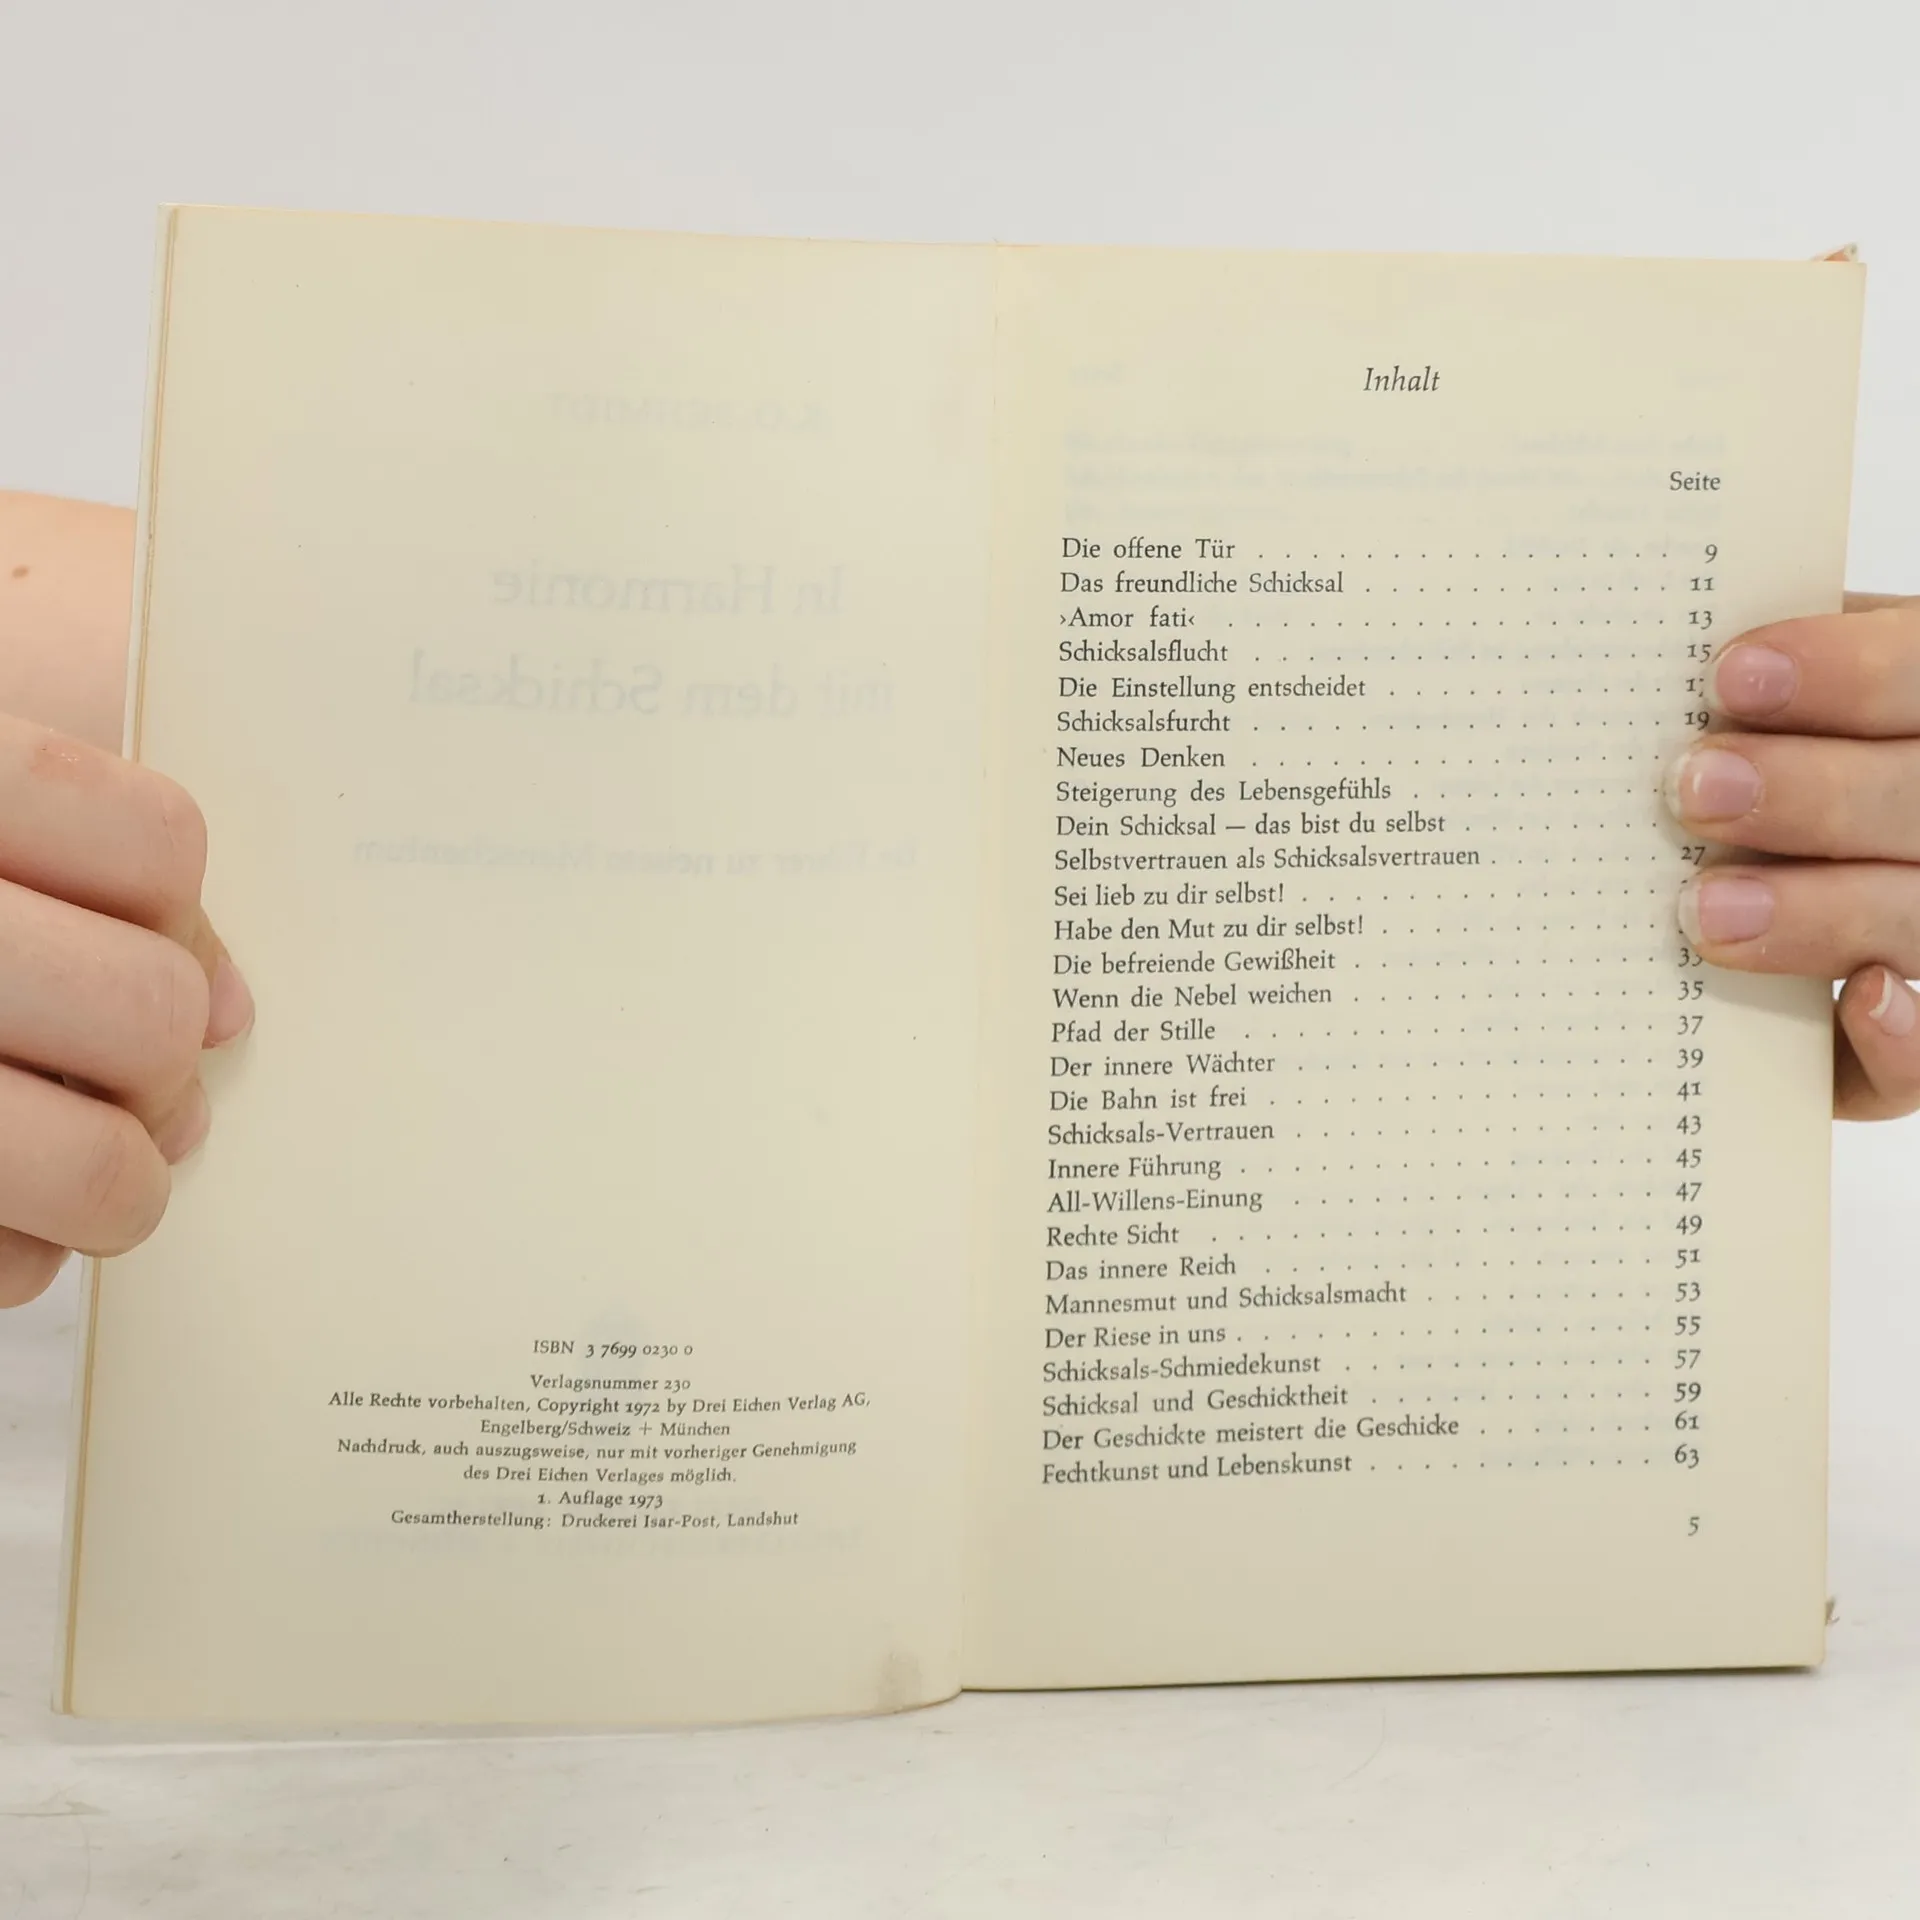 ISBN 3 7699 0230 0
Verlagsnummer 230
Alle Rechte vorbehalten, Copyright 1972 by Drei Eichen Verlag AG,
Engelberg/Schweiz + München
Nachdruck, auch auszugsweise, nur mit vorheriger Genehmigung
des Drei Eichen Verlages möglich.
1. Auflage 1973
Gesamtherstellung: Druckerei Isar-Post, Landshut
Inhalt
Seite
Die offene Tür . . . . . . . . . . . . . . . . 9
Das freundliche Schicksal . . . . . . . . . . . . 11
›Amor fati‹ . . . . . . . . . . . . . . . . . 13
Schicksalsflucht . . . . . . . . . . . . . . . . 15
Die Einstellung entscheidet . . . . . . . . . . .
Schicksalsfurcht . . . . . . . . . . . . . . . . 19
Neues Denken . . . . . . . . . . . . . . . .
Steigerung des Lebensgefühls . . . . . . . . . .
Dein Schicksal — das bist du selbst . . . . . . . .
Selbstvertrauen als Schicksalsvertrauen . . . . . . . 27
Sei lieb zu dir selbst! . . . . . . . . . . . . . .
Habe den Mut zu dir selbst! . . . . . . . . . . .
Die befreiende Gewißheit . . . . . . . . . . . . 33
Wenn die Nebel weichen . . . . . . . . . . . . 35
Pfad der Stille . . . . . . . . . . . . . . . . 37
Der innere Wächter . . . . . . . . . . . . . . 39
Die Bahn ist frei . . . . . . . . . . . . . . . 41
Schicksals-Vertrauen . . . . . . . . . . . . . . 43
Innere Führung . . . . . . . . . . . . . . . . 45
All-Willens-Einung . . . . . . . . . . . . . . 47
Rechte Sicht . . . . . . . . . . . . . . . . . 49
Das innere Reich . . . . . . . . . . . . . . . 51
Mannesmut und Schicksalsmacht . . . . . . . . . 53
Der Riese in uns . . . . . . . . . . . . . . . . 55
Schicksals-Schmiedekunst . . . . . . . . . . . . 57
Schicksal und Geschicktheit . . . . . . . . . . . 59
Der Geschickte meistert die Geschicke . . . . . . . 61
Fechtkunst und Lebenskunst . . . . . . . . . . . 63
5